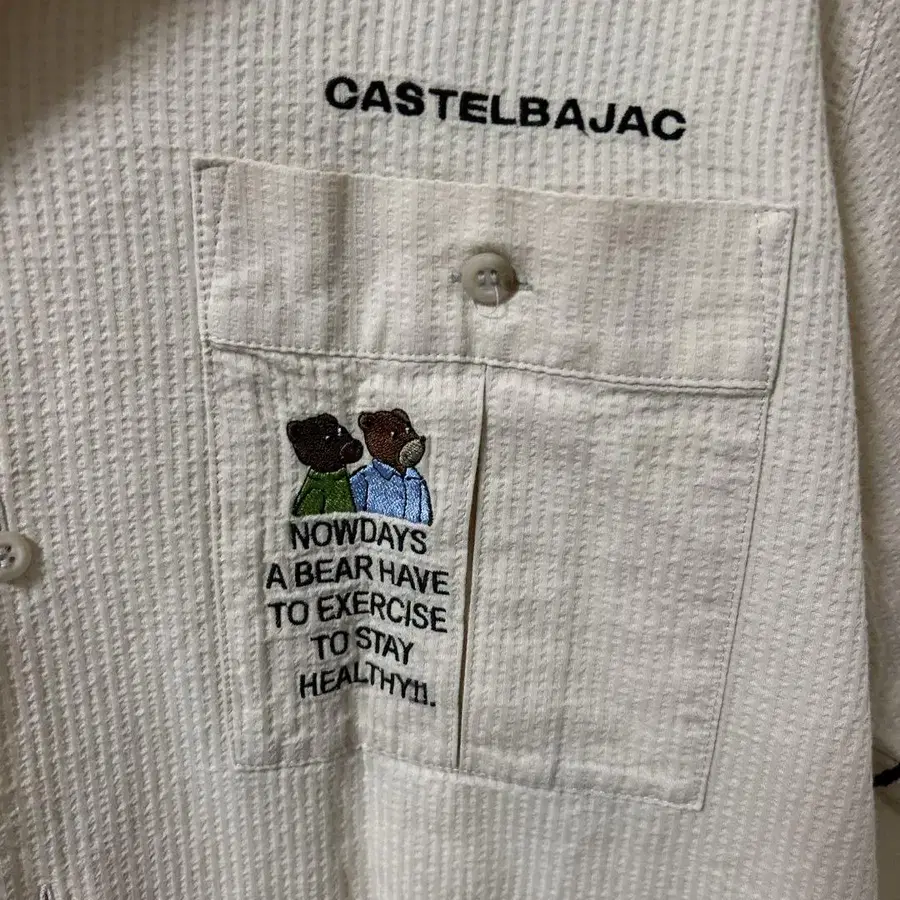 CASTELBAJAC
NOWDAYS
A BEAR HAVE
TO EXERCISE
TO STAY
HEALTHY!!.